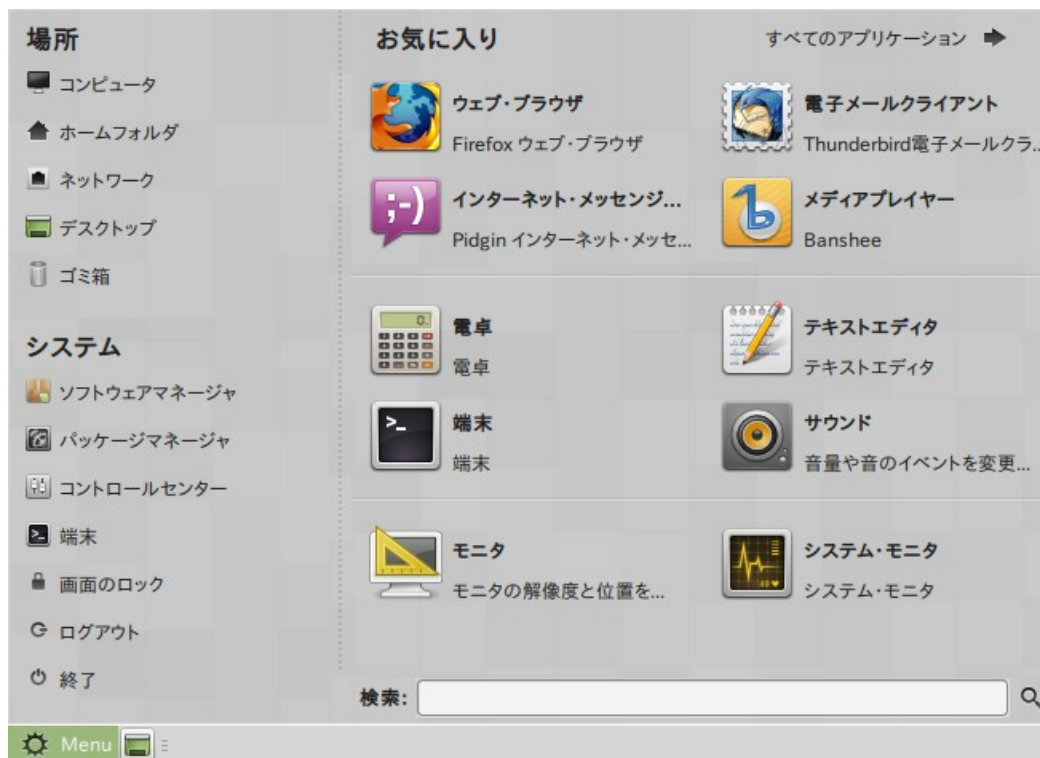 場所
コンピュータ
ホームフォルダ
ネットワーク
デスクトップ
ゴミ箱
システム
ソフトウェアマネージャ
パッケージマネージャ
コントロールセンター
端末
画面のロック
ログアウト
終了
お気に入り
すべてのアプリケーション
ウェブ・ブラウザ
Firefox ウェブ・ブラウザ
電子メールクライアント
Thunderbird電子メールクラ...
インターネット・メッセンジ...
Pidgin インターネット・メッセ...
メディアプレイヤー
Banshee
電卓
電卓
テキストエディタ
テキストエディタ
端末
端末
サウンド
音量や音のイベントを変更...
モニタ
モニタの解像度と位置を...
システム・モニタ
システム・モニタ
検索:
Menu